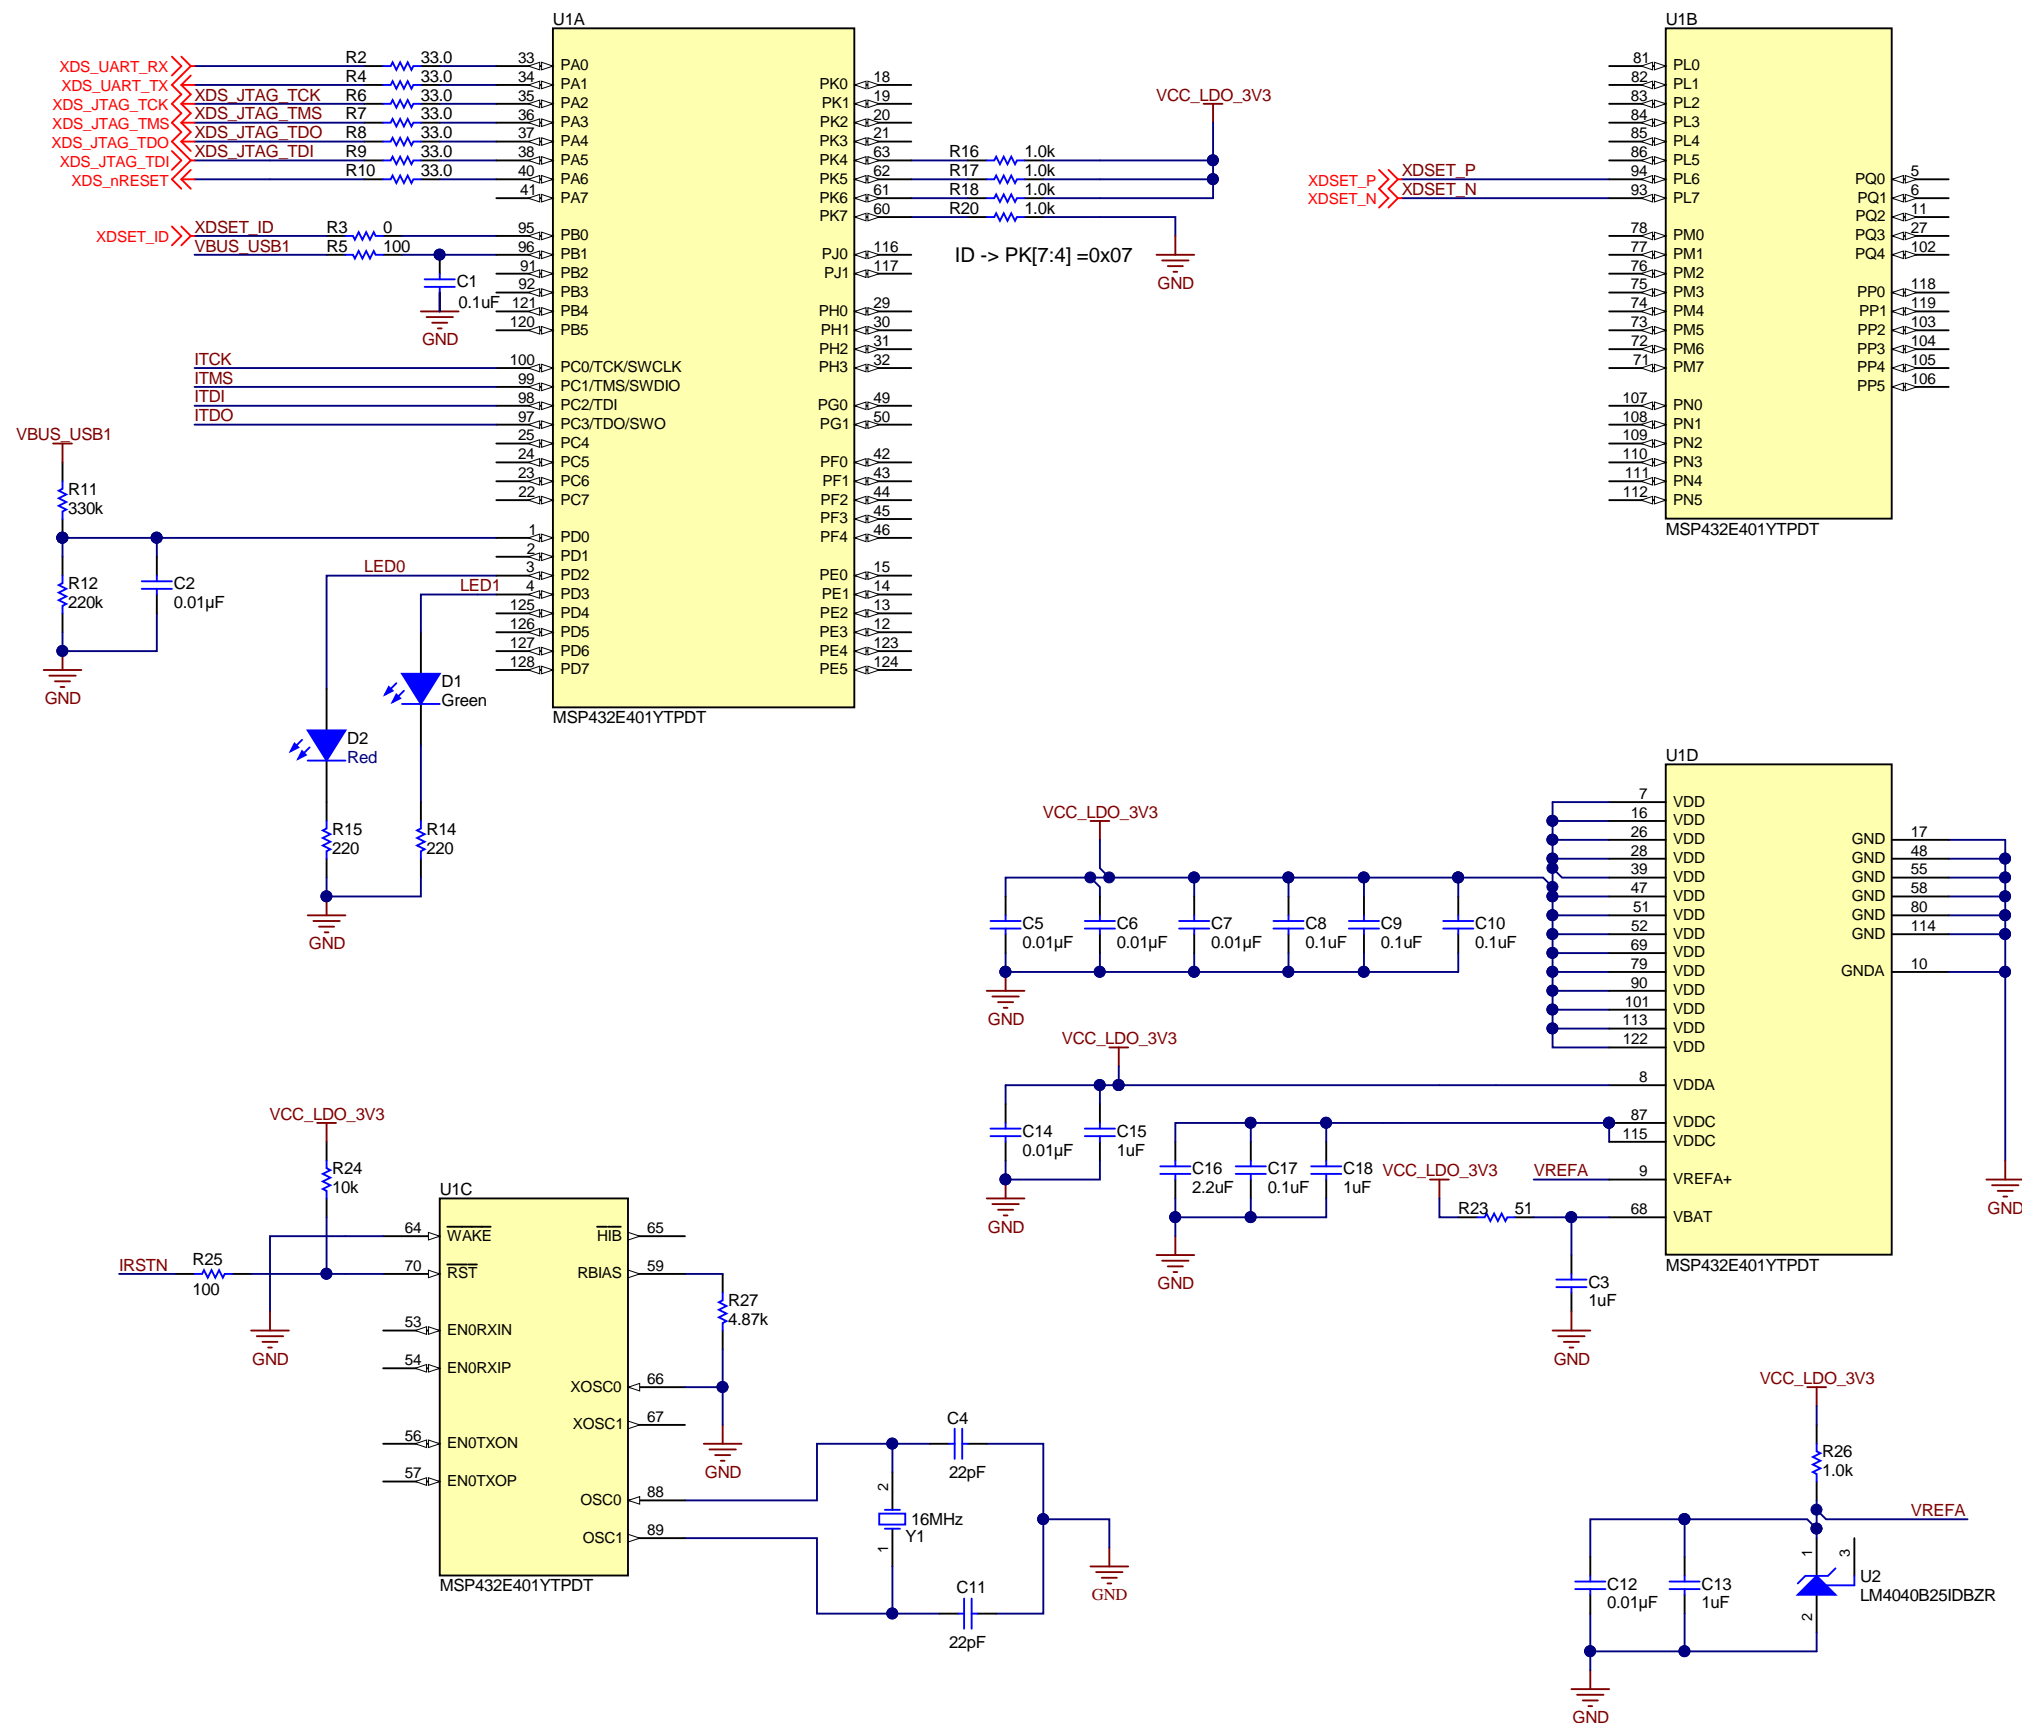 U1A
XDS_UART_RX R2 33.0 33 PA0
XDS_UART_TX R4 33.0 34 PA1
XDS_JTAG_TCK XDS_JTAG_TCK R6 33.0 35 PA2
XDS_JTAG_TMS XDS_JTAG_TMS R7 33.0 36 PA3
XDS_JTAG_TDO XDS_JTAG_TDO R8 33.0 37 PA4
XDS_JTAG_TDI XDS_JTAG_TDI R9 33.0 38 PA5
XDS_nRESET R10 33.0 40 PA6
41 PA7
XDSET_ID XDSET_ID R3 0 95 PB0
VBUS_USB1 R5 100 96 PB1
91 PB2
92 PB3
121 PB4
120 PB5
C1
0.1uF
GND
ITCK 100 PC0/TCK/SWCLK
ITMS 99 PC1/TMS/SWDIO
ITDI 98 PC2/TDI
ITDO 97 PC3/TDO/SWO
25 PC4
24 PC5
23 PC6
22 PC7
1 PD0
2 PD1
LED0 3 PD2
LED1 4 PD3
125 PD4
126 PD5
127 PD6
128 PD7
PK0 18
PK1 19
PK2 20
PK3 21
PK4 63 R16 1.0k
PK5 62 R17 1.0k
PK6 61 R18 1.0k
PK7 60 R20 1.0k
VCC_LDO_3V3
GND
ID -> PK[7:4] =0x07
PJ0 116
PJ1 117
PH0 29
PH1 30
PH2 31
PH3 32
PG0 49
PG1 50
PF0 42
PF1 43
PF2 44
PF3 45
PF4 46
PE0 15
PE1 14
PE2 13
PE3 12
PE4 123
PE5 124
MSP432E401YTPDT
VBUS_USB1
R11
330k
R12
220k
C2
0.01µF
GND
D1
Green
D2
Red
R15
220
R14
220
GND
U1B
81 PL0
82 PL1
83 PL2
84 PL3
85 PL4
86 PL5
XDSET_P XDSET_P 94 PL6
XDSET_N XDSET_N 93 PL7
78 PM0
77 PM1
76 PM2
75 PM3
74 PM4
73 PM5
72 PM6
71 PM7
107 PN0
108 PN1
109 PN2
110 PN3
111 PN4
112 PN5
PQ0 5
PQ1 6
PQ2 11
PQ3 27
PQ4 102
PP0 118
PP1 119
PP2 103
PP3 104
PP4 105
PP5 106
MSP432E401YTPDT
U1D
7 VDD
16 VDD
26 VDD
28 VDD
39 VDD
47 VDD
51 VDD
52 VDD
69 VDD
79 VDD
90 VDD
101 VDD
113 VDD
122 VDD
8 VDDA
87 VDDC
115 VDDC
VREFA 9 VREFA+
68 VBAT
GND 17
GND 48
GND 55
GND 58
GND 80
GND 114
GNDA 10
GND
MSP432E401YTPDT
VCC_LDO_3V3
C5
0.01µF
C6
0.01µF
C7
0.01µF
C8
0.1uF
C9
0.1uF
C10
0.1uF
GND
VCC_LDO_3V3
C14
0.01µF
C15
1uF
GND
C16
2.2uF
C17
0.1uF
C18
1uF
GND
VCC_LDO_3V3
R23 51
C3
1uF
GND
VCC_LDO_3V3
R24
10k
U1C
64 WAKE
IRSTN R25
100
70 RST
GND
53 EN0RXIN
54 EN0RXIP
56 EN0TXON
57 EN0TXOP
HIB 65
RBIAS 59
XOSC0 66
XOSC1 67
OSC0 88
OSC1 89
MSP432E401YTPDT
R27
4.87k
GND
C4
22pF
2
16MHz
Y1
1
C11
22pF
GND
VCC_LDO_3V3
R26
1.0k
VREFA
1
3
2
U2
LM4040B25IDBZR
C12
0.01µF
C13
1uF
GND